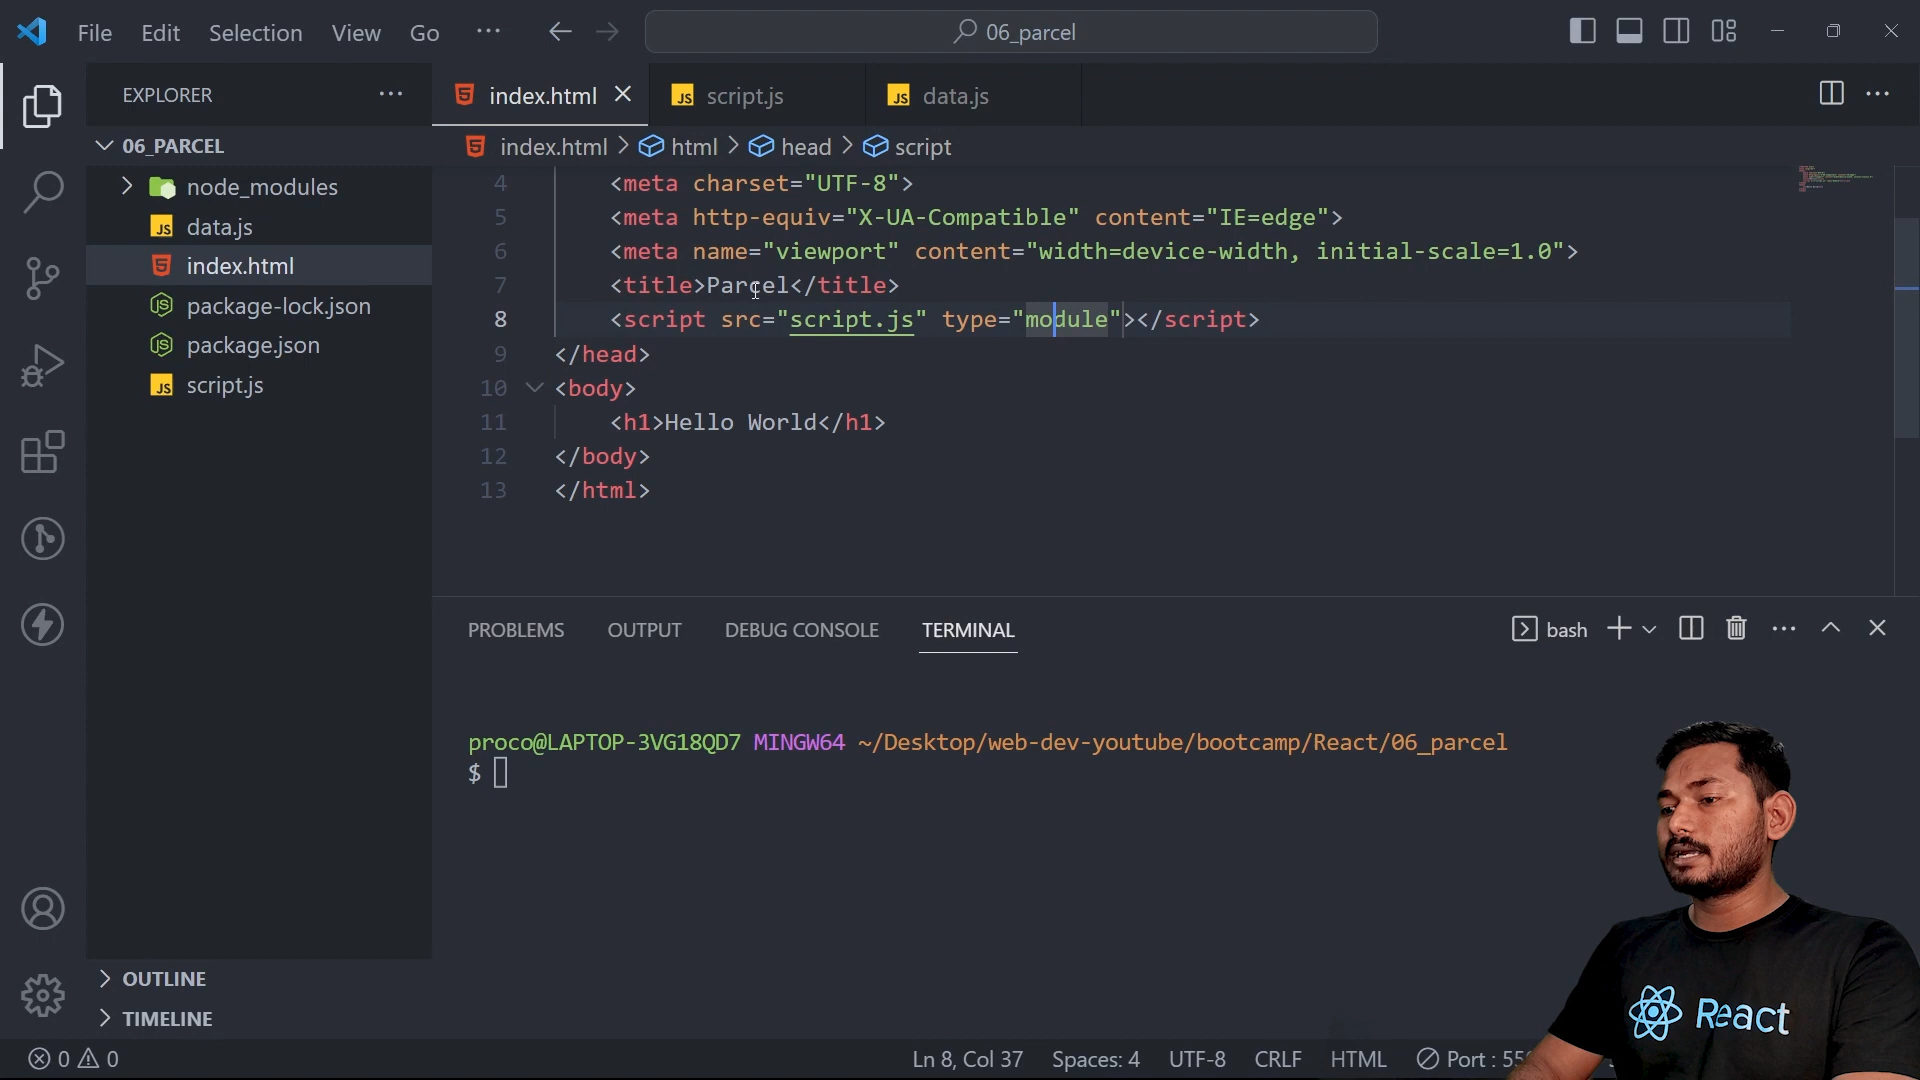 File Edit Selection View Go ··· 06_parcel
EXPLORER ···
index.html script.js data.js
06_PARCEL
index.html > html > head > script
node_modules
data.js
index.html
package-lock.json
package.json
script.js
4 <meta charset="UTF-8">
5 <meta http-equiv="X-UA-Compatible" content="IE=edge">
6 <meta name="viewport" content="width=device-width, initial-scale=1.0">
7 <title>Parcel</title>
8 <script src="script.js" type="module"></script>
9 </head>
10 <body>
11 <h1>Hello World</h1>
12 </body>
13 </html>
PROBLEMS OUTPUT DEBUG CONSOLE TERMINAL bash
proco@LAPTOP-3VG18QD7 MINGW64 ~/Desktop/web-dev-youtube/bootcamp/React/06_parcel
$
OUTLINE
TIMELINE
React
0 0 Ln 8, Col 37 Spaces: 4 UTF-8 CRLF HTML Port : 55